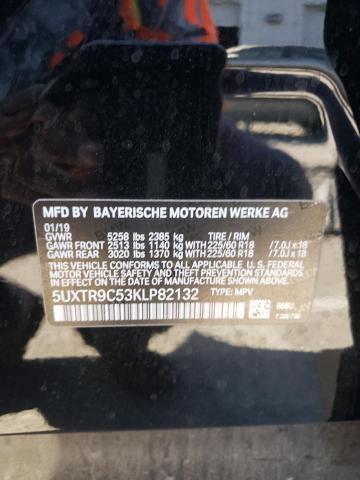 MFD BY BAYERISCHE MOTOREN WERKE AG
01/19
GVWR 5258 lbs 2385 kg TIRE / RIM
GAWR FRONT 2513 lbs 1140 kg WITH 225/60 R18 /7.0J x 18
GAWR REAR 3020 lbs 1370 kg WITH 225/60 R18 /7.0J x 18
THIS VEHICLE CONFORMS TO ALL APPLICABLE U. S. FEDERAL
MOTOR VEHICLE SAFETY, BUMPER, AND THEFT PREVENTION
STANDARDS IN EFFECT ON THE DATE OF MANUFACTURE SHOWN ABOVE.
5UXTR9C53KLP82132 TYPE: MPV